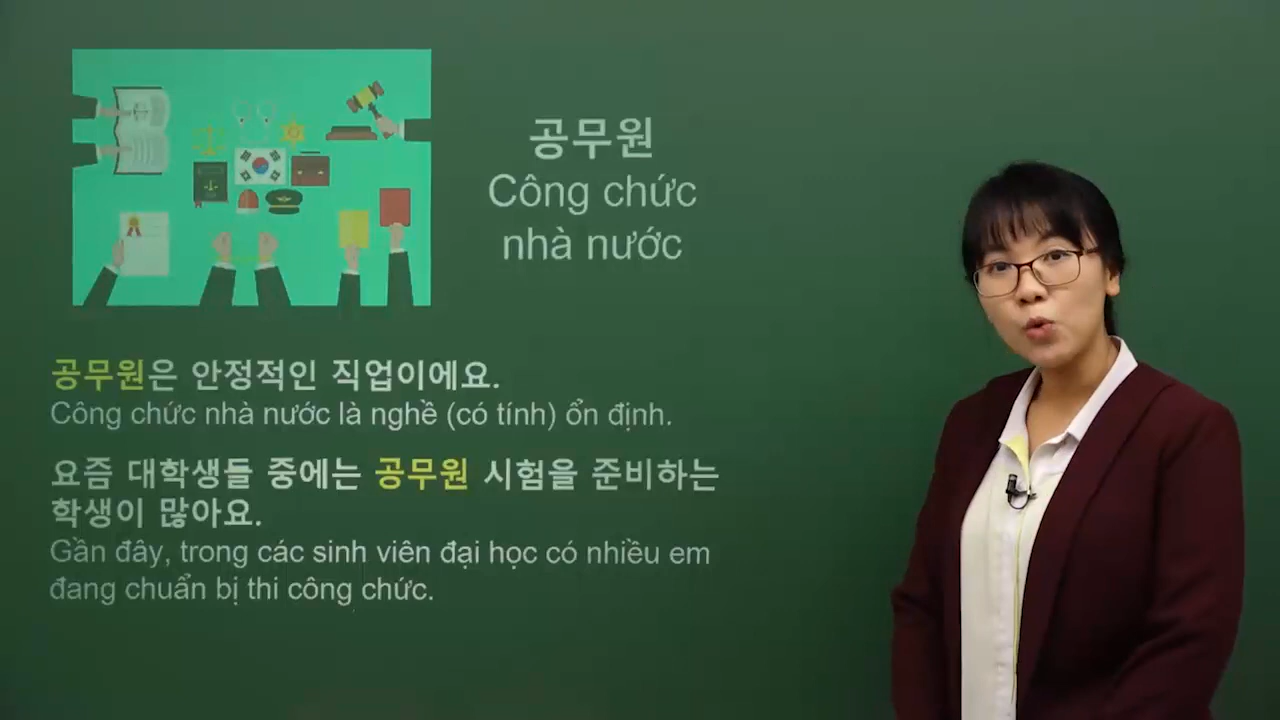 공무원
Công chức
nhà nước
공무원은 안정적인 직업이에요.
Công chức nhà nước là nghề (có tính) ổn định.
요즘 대학생들 중에는 공무원 시험을 준비하는
학생이 많아요.
Gần đây, trong các sinh viên đại học có nhiều em
đang chuẩn bị thi công chức.